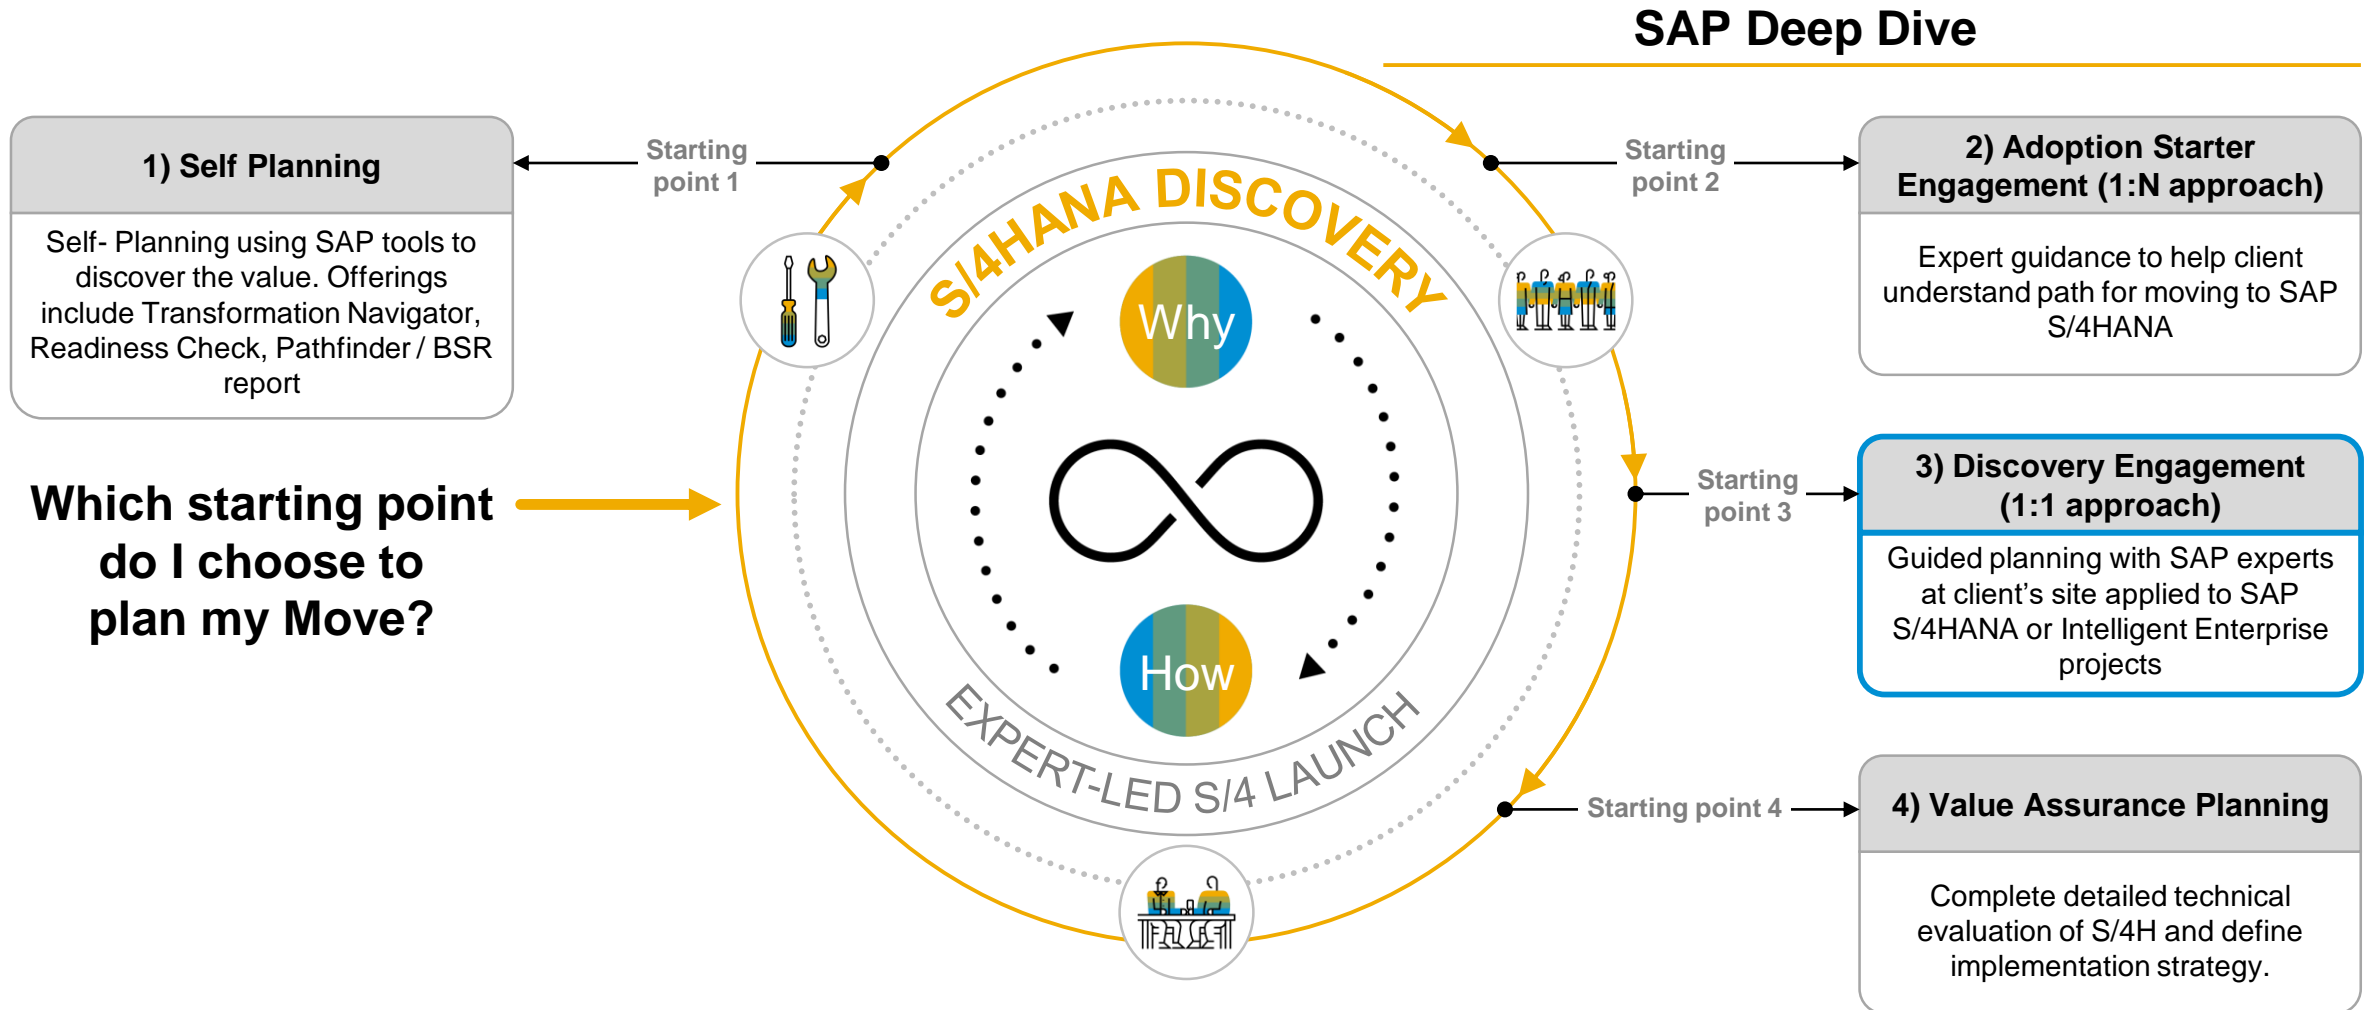 SAP Deep Dive
1) Self Planning
Self- Planning using SAP tools to
discover the value. Offerings
include Transformation Navigator,
Readiness Check, Pathfinder / BSR
report
Starting
point 1
Which starting point
do I choose to
plan my Move?
S/4HANA DISCOVERY
Why
How
EXPERT-LED S/4 LAUNCH
Starting
point 2
2) Adoption Starter
Engagement (1:N approach)
Expert guidance to help client
understand path for moving to SAP
S/4HANA
Starting
point 3
3) Discovery Engagement
(1:1 approach)
Guided planning with SAP experts
at client’s site applied to SAP
S/4HANA or Intelligent Enterprise
projects
Starting point 4
4) Value Assurance Planning
Complete detailed technical
evaluation of S/4H and define
implementation strategy.